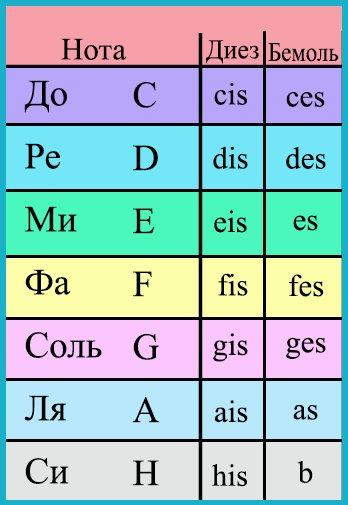 Нота Диез Бемоль
До C cis ces
Ре D dis des
Ми E eis es
Фа F fis fes
Соль G gis ges
Ля A ais as
Си H his b